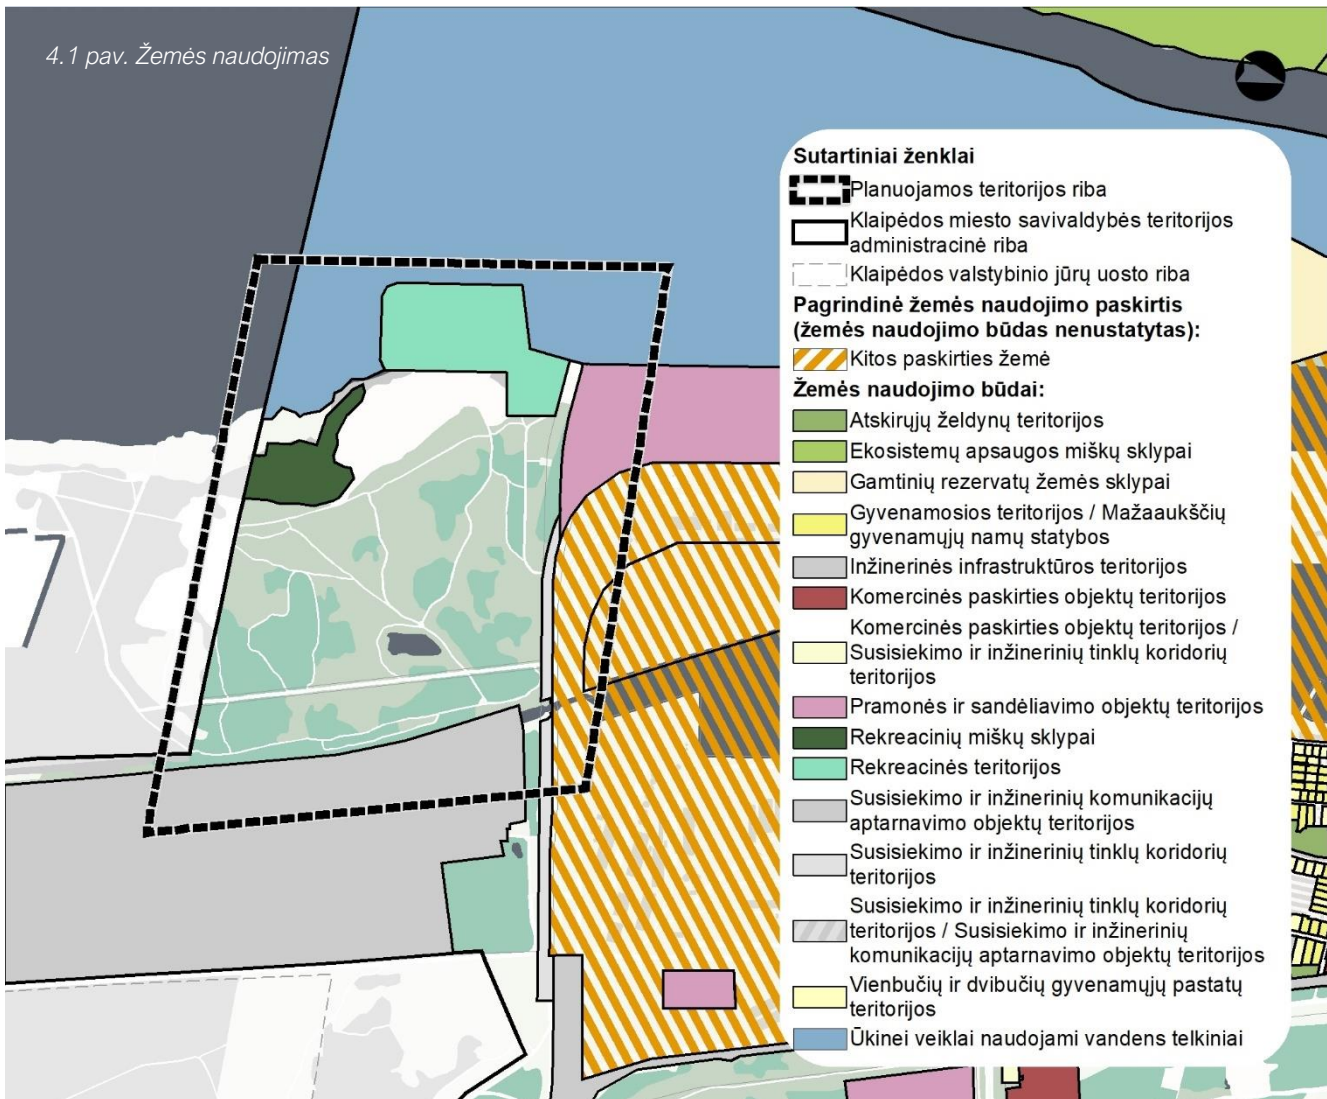 4.1 pav. Žemės naudojimas
Sutartiniai ženklai
Planuojamos teritorijos riba
Klaipėdos miesto savivaldybės teritorijos
administracinė riba
Klaipėdos valstybinio jūrų uosto riba
Pagrindinė žemės naudojimo paskirtis
(žemės naudojimo būdas nenustatytas):
Kitos paskirties žemė
Žemės naudojimo būdai:
Atskirųjų želdynų teritorijos
Ekosistemų apsaugos miškų sklypai
Gamtinių rezervatų žemės sklypai
Gyvenamosios teritorijos / Mažaaukščių
gyvenamųjų namų statybos
Inžinerinės infrastruktūros teritorijos
Komercinės paskirties objektų teritorijos
Komercinės paskirties objektų teritorijos /
Susisiekimo ir inžinerinių tinklų koridorių
teritorijos
Pramonės ir sandėliavimo objektų teritorijos
Rekreacinių miškų sklypai
Rekreacinės teritorijos
Susisiekimo ir inžinerinių komunikacijų
aptarnavimo objektų teritorijos
Susisiekimo ir inžinerinių tinklų koridorių
teritorijos
Susisiekimo ir inžinerinių tinklų koridorių
teritorijos / Susisiekimo ir inžinerinių
komunikacijų aptarnavimo objektų teritorijos
Vienbučių ir dvibučių gyvenamųjų pastatų
teritorijos
Ūkinei veiklai naudojami vandens telkiniai